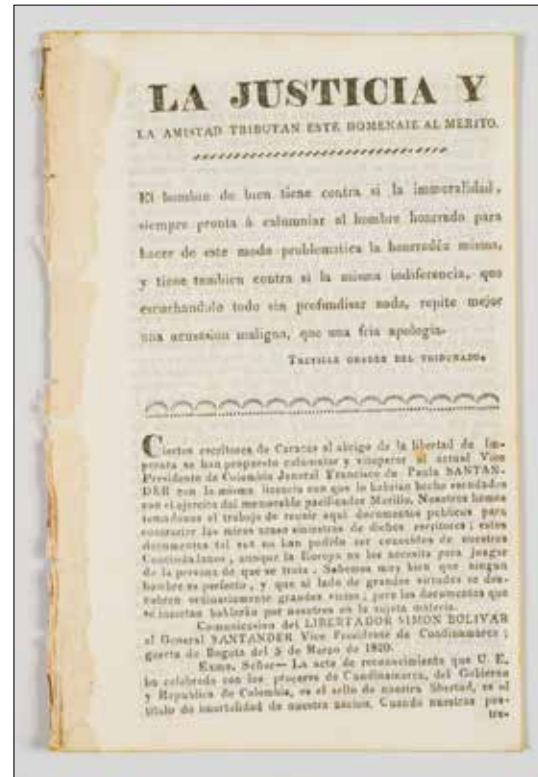 LA JUSTICIA Y
LA AMISTAD TRIBUTAN ESTE HOMENAJE AL MERITO.
El hombre de bien tiene contra si la inmoralidad,
siempre pronta á calumniar al hombre honrado para
hacer de este modo problematica la honradéz misma,
y tiene tambien contra si la misma indiferencia, que
escuchandolo todo sin profundisar nada, repite mejor
una acusasion maligna, que una fria apologia.
ORADOR DEL TRIBUNADO.
Ciertos escritores de Caracas al abrigo de la libertad de Im-
prenta se han propuesto calumniar y vituperar al actual Vice
Presidente de Colombia Jeneral Francisco de Paula SANTAN-
DER con la misma licencia con que lo habrian hecho escudados
con el ejercito del memorable pacificador Morillo. Nosotros hemos
tomadonos el trabajo de reunir aqui documentos publicos para
contrastar las miras acaso siniestras de dichos escritores; estos
documentos tal vez no han podido ser conocidos de nuestros
Conciudadanos, aunque la Europa no los necesita para juzgar
de la persona de que se trata. Sabemos muy bien que ningun
hombre es perfecto, y que al lado de grandes virtudes se des-
cubren ordinariamente grandes vicios; pero los documentos que
se insertan hablarán por nosotros en la sujeta materia.
Comunicasion del LIBERTADOR SIMON BOLIVAR
al General SANTANDER Vice Presidente de Cundinamarca;
de Bogotá del 5 de Marzo de 1820.
Exmo. Señor— La acta de reconocimiento que U. E.
ha celebrado con los proceres de Cundinamarca, del Gobierno
y Republica de Colombia, es el sello de nuestra libertad, es el
titulo de inmortalidad de nuestra nacion. Cuando nuestras pos-
tre-